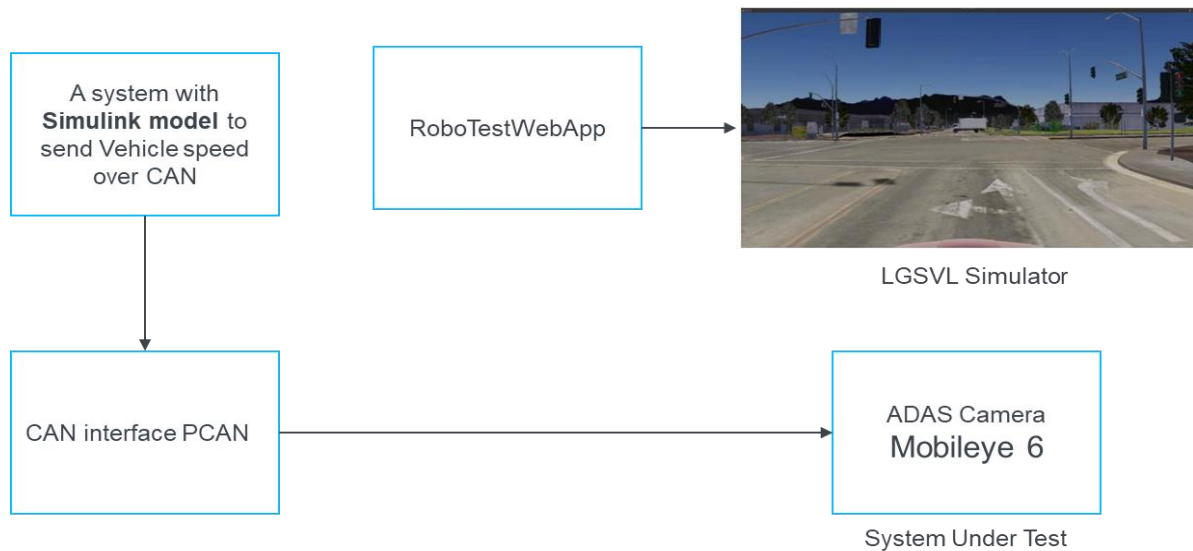 A system with
Simulink model to
send Vehicle speed
over CAN
RoboTestWebApp
LGSVL Simulator
CAN interface PCAN
ADAS Camera
Mobileye 6
System Under Test